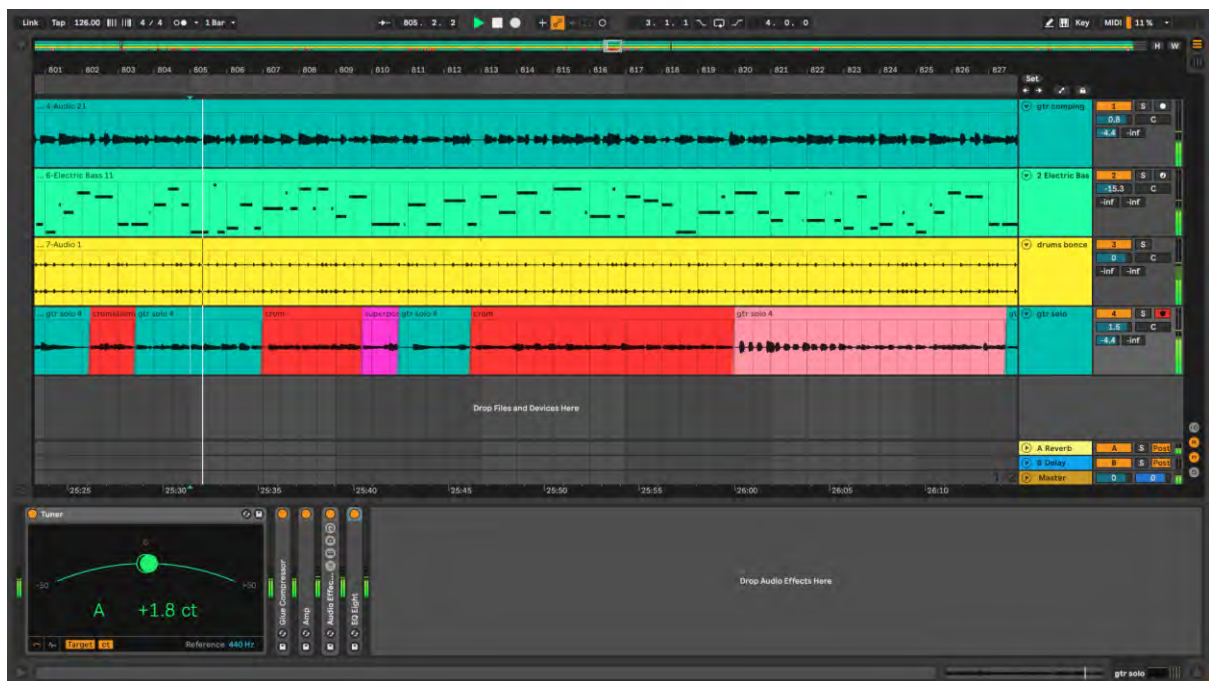 Link Tap 126.00 4 / 4 1 Bar 805. 2. 2 3. 1. 1 4. 0. 0 Key MIDI 11 %
H W
801 802 803 804 805 806 807 808 809 810 811 812 813 814 815 816 817 818 819 820 821 822 823 824 825 826 827
Set
... 4-Audio 21 gtr comping 1 S
0.8 C
-4.4 -inf
... 6-Electric Bass 11 2 Electric Bas 2 S
-15.3 C
-inf -inf
... 7-Audio 1 drums bonce 3 S
0 C
-inf -inf
... gtr solo 4 gtr solo 4 crom gtr solo 4 crom gtr solo 4 gtr solo 4 S
1.6 C
-4.4 -inf
Drop Files and Devices Here
A Reverb A S Post
B Delay B S Post
1/2 Master 0 0
25:25 25:30 25:35 25:40 25:45 25:50 25:55 26:00 26:05 26:10
Tuner
0
-50 +50
A +1.8 ct
Target ct Reference 440 Hz
Glue Compressor
Amp
Audio Effec...
EQ Eight
Drop Audio Effects Here
gtr solo